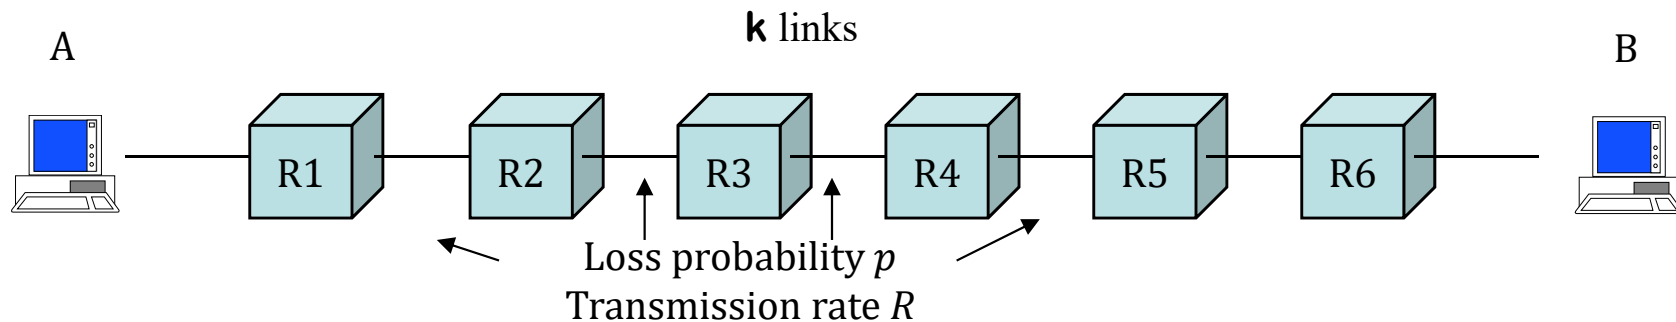 k links
A
B
R1 R2 R3 R4 R5 R6
Loss probability p
Transmission rate R